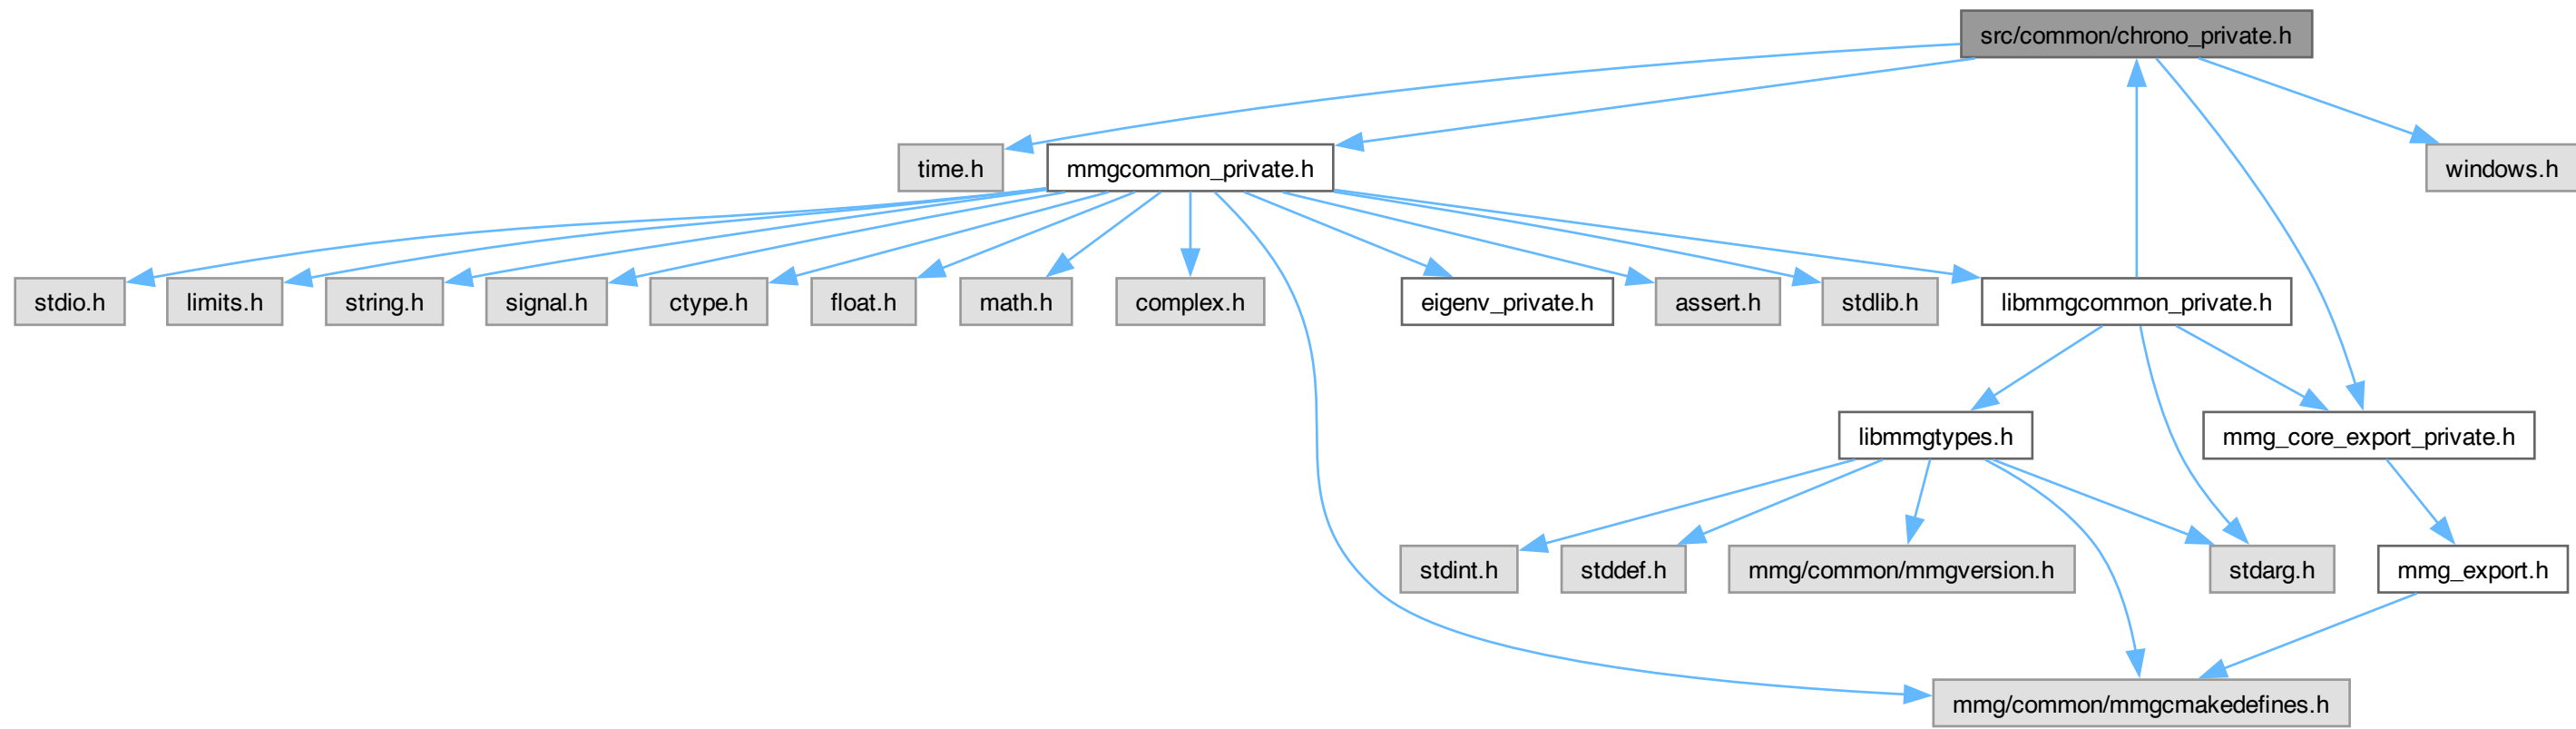 src/common/chrono_private.h
time.h
mmgcommon_private.h
windows.h
stdio.h
limits.h
string.h
signal.h
ctype.h
float.h
math.h
complex.h
eigenv_private.h
assert.h
stdlib.h
libmmgcommon_private.h
libmmgtypes.h
mmg_core_export_private.h
stdint.h
stddef.h
mmg/common/mmgversion.h
stdarg.h
mmg_export.h
mmg/common/mmgcmakedefines.h